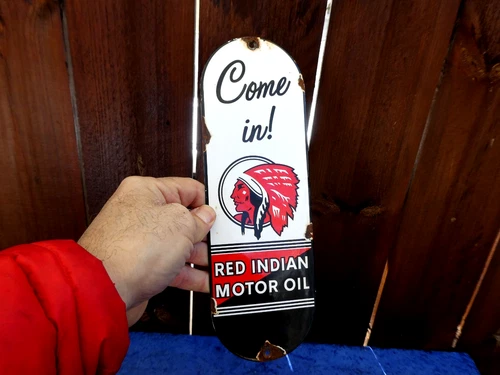 Come
in!
RED INDIAN
MOTOR OIL